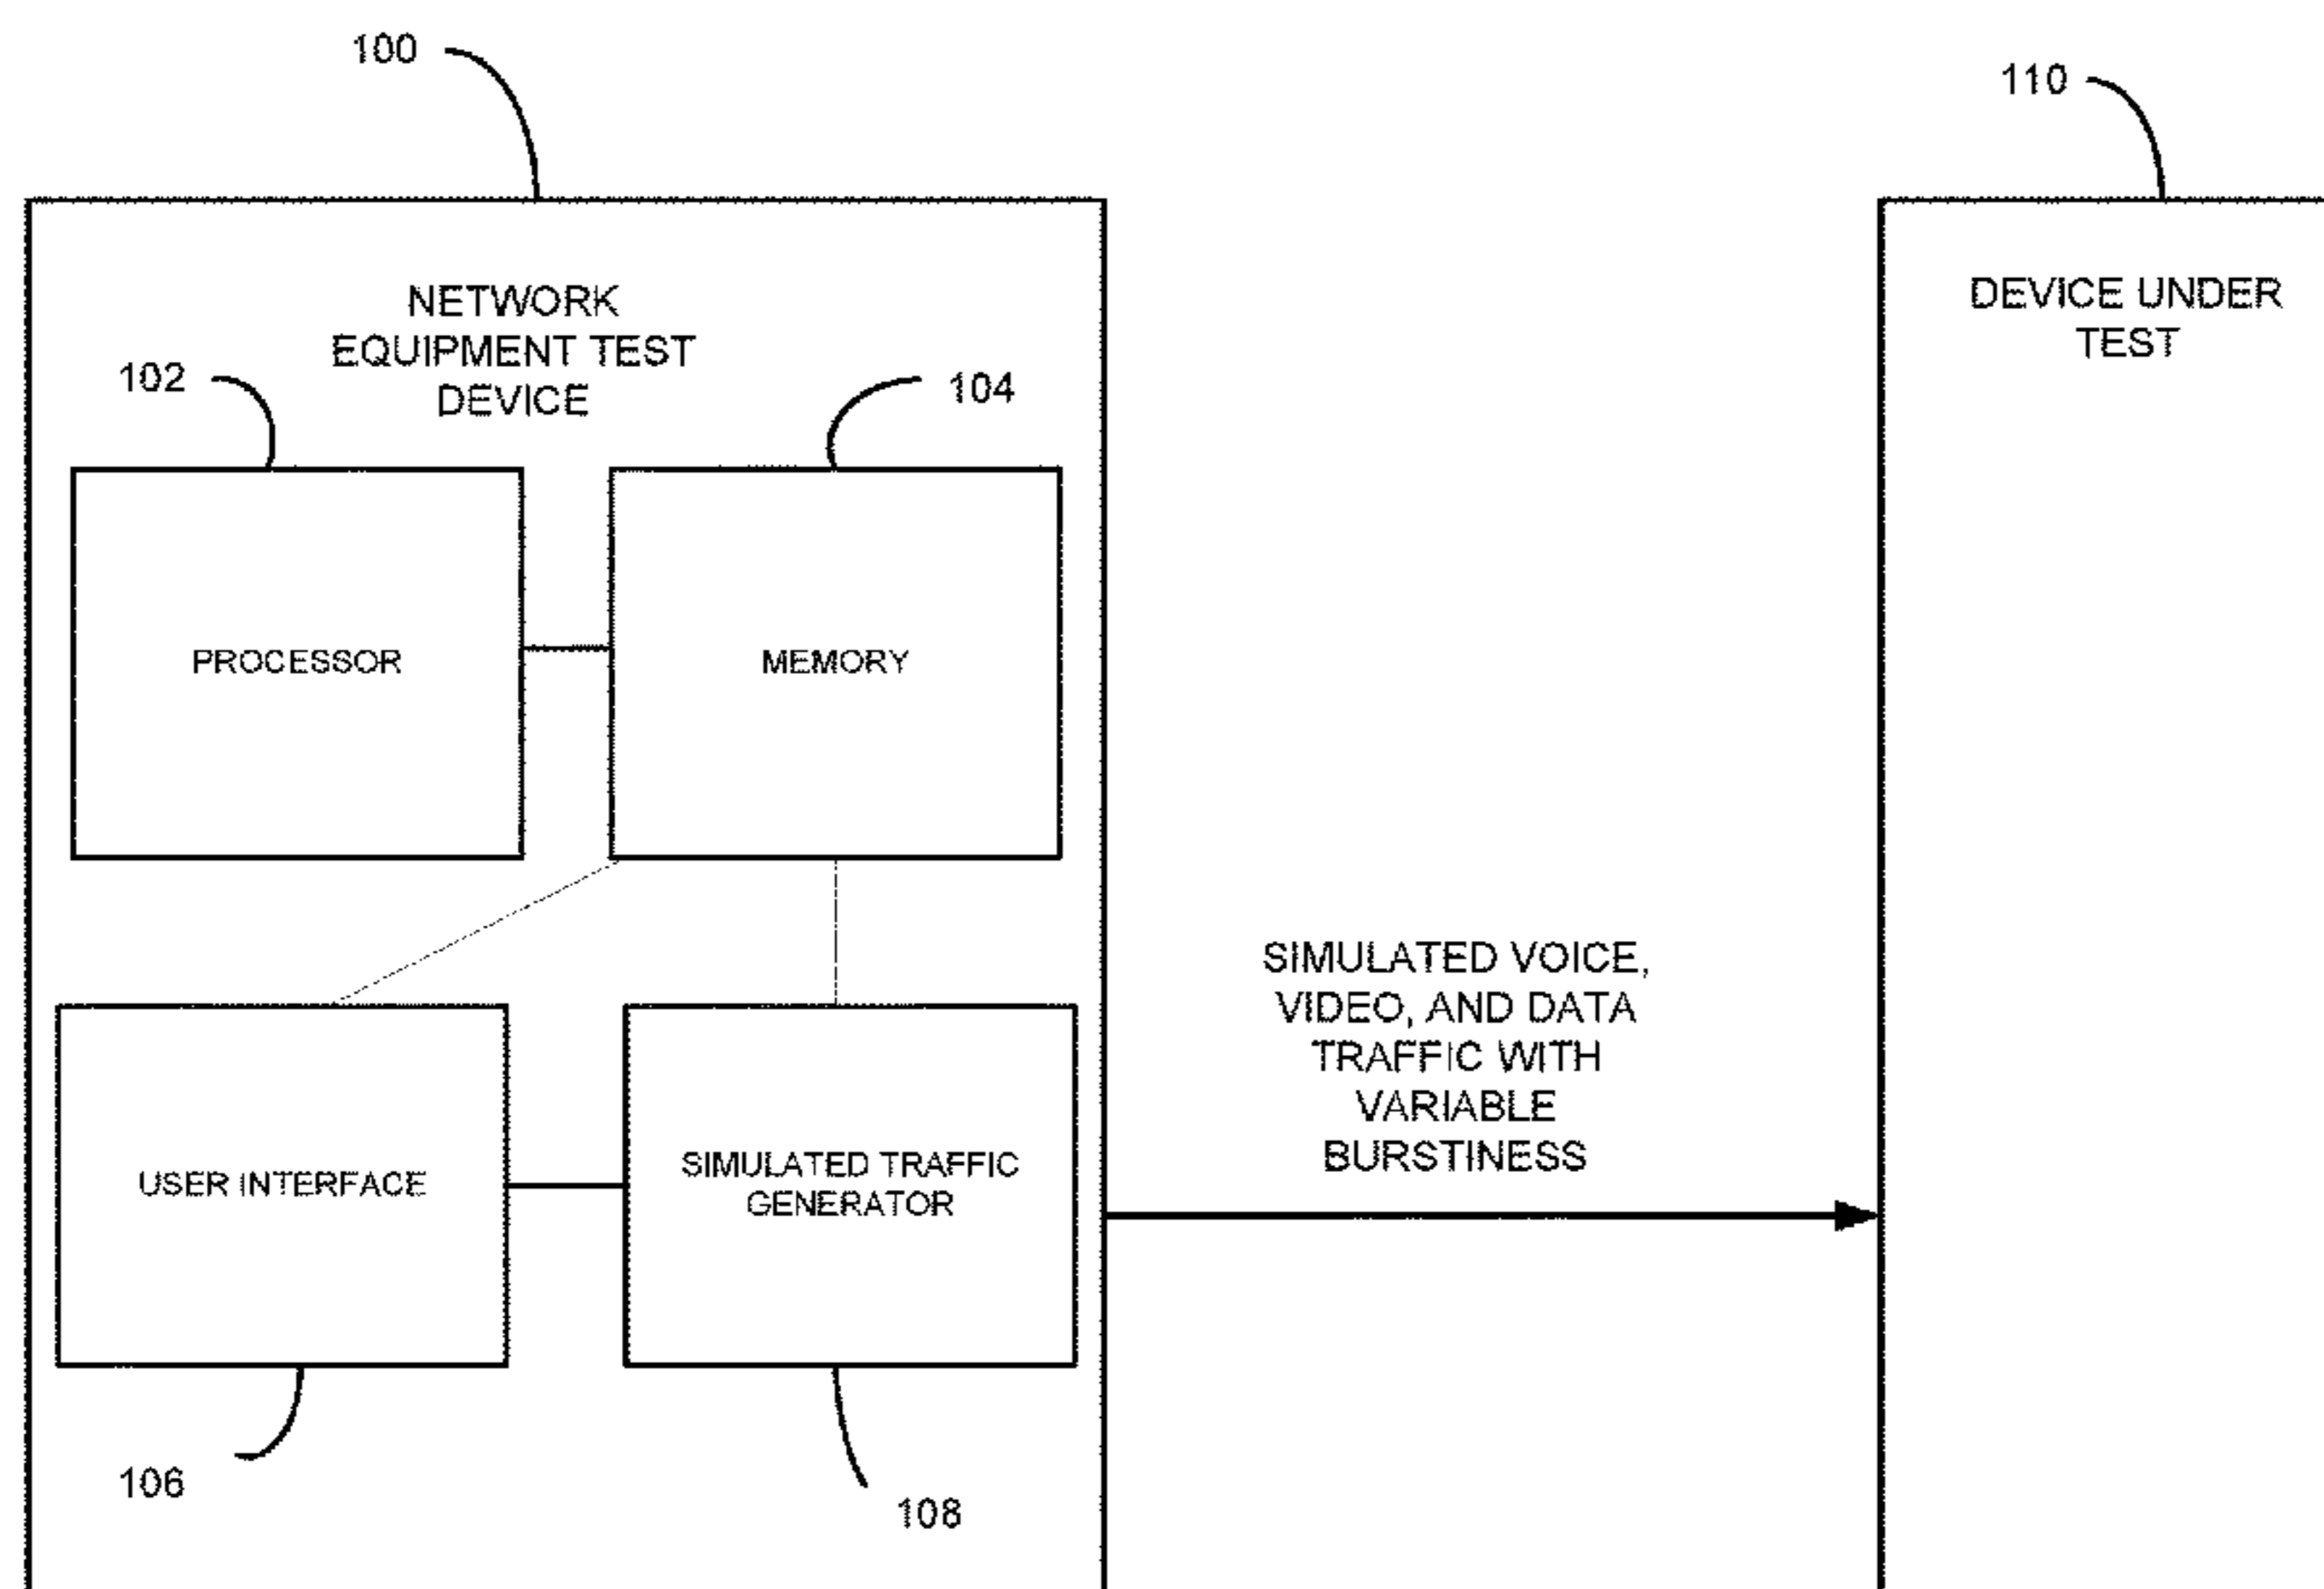 100
110
NETWORK
EQUIPMENT TEST
DEVICE
DEVICE UNDER
TEST
102
104
PROCESSOR
MEMORY
SIMULATED VOICE,
VIDEO, AND DATA
TRAFFIC WITH
VARIABLE
BURSTINESS
USER INTERFACE
SIMULATED TRAFFIC
GENERATOR
106
108